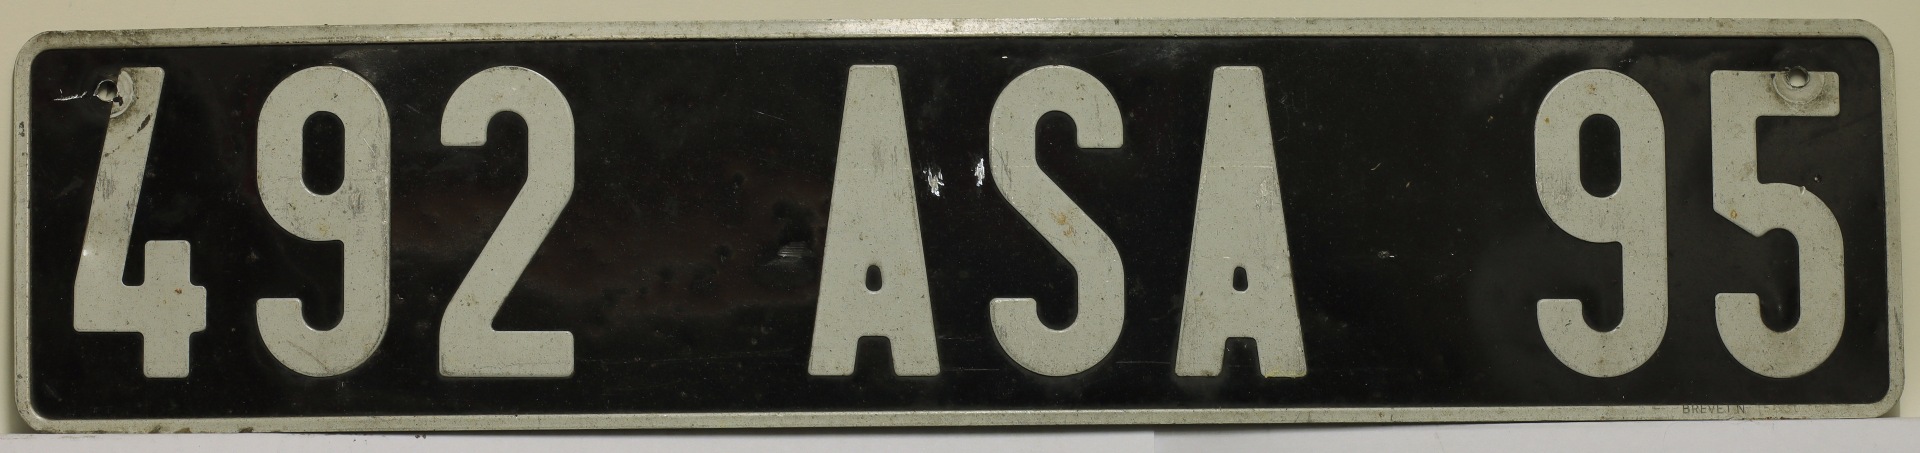 492 ASA 95
BREVET N